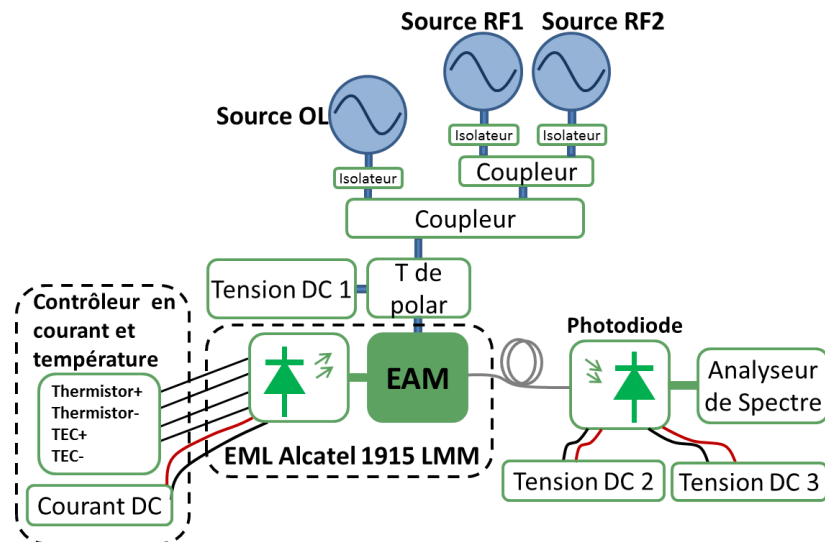 Source RF1
Source RF2
Source OL
Isolateur
Isolateur
Isolateur
Coupleur
Coupleur
Tension DC 1
T de
polar
Contrôleur en
courant et
température
Thermistor+
Thermistor-
TEC+
TEC-
Courant DC
EAM
EML Alcatel 1915 LMM
Photodiode
Analyseur
de Spectre
Tension DC 2
Tension DC 3